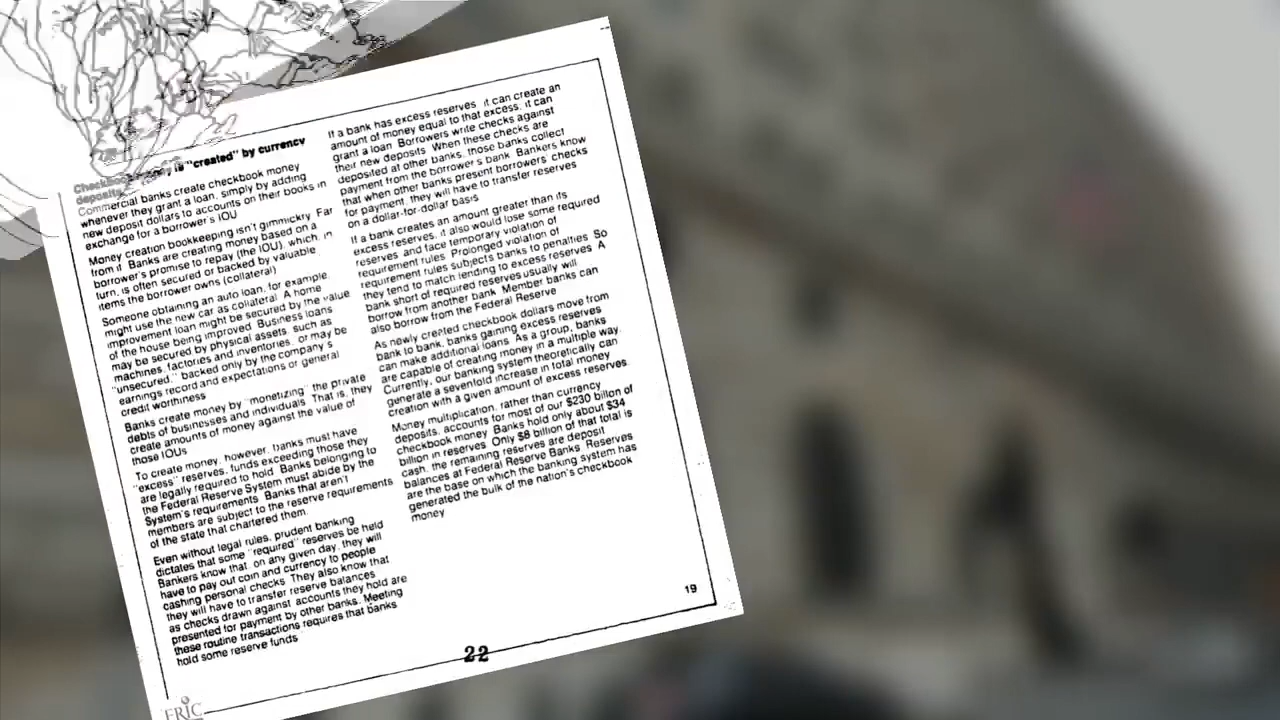 Checkbook is "created" by currency
deposits
Commercial banks create checkbook money
whenever they grant a loan, simply by adding
new deposit dollars to accounts on their books in
exchange for a borrower's IOU
Money creation bookkeeping isn't gimmickry. Far
from it. Banks are creating money based on a
borrower's promise to repay (the IOU), which, in
turn, is often secured or backed by valuable
items the borrower owns (collateral)
Someone obtaining an auto loan, for example,
might use the new car as collateral. A home
improvement loan might be secured by the value
of the house being improved. Business loans
may be secured by physical assets, such as
machines, factories and inventories, or may be
"unsecured," backed only by the company's
earnings record and expectations or general
credit worthiness
Banks create money by "monetizing" the private
debts of businesses and individuals. That is, they
create amounts of money against the value of
those IOUs
To create money, however, banks must have
"excess" reserves, funds exceeding those they
are legally required to hold. Banks belonging to
the Federal Reserve System must abide by the
System's requirements. Banks that aren't
members are subject to the reserve requirements
of the state that chartered them.
Even without legal rules, prudent banking
dictates that some "required" reserves be held
Bankers know that, on any given day, they will
have to pay out coin and currency to people
cashing personal checks. They also know that
they will have to transfer reserve balances
as checks drawn against accounts they hold are
presented for payment by other banks. Meeting
these routine transactions requires that banks
hold some reserve funds
If a bank has excess reserves, it can create an
amount of money equal to that excess; it can
grant a loan. Borrowers write checks against
their new deposits. When these checks are
deposited at other banks, those banks collect
payment from the borrower's bank. Bankers know
that when other banks present borrowers' checks
for payment, they will have to transfer reserves
on a dollar-for-dollar basis
If a bank creates an amount greater than its
excess reserves, it also would lose some required
reserves and face temporary violation of
requirement rules. Prolonged violation of
requirement rules subjects banks to penalties. So
they tend to match lending to excess reserves. A
bank short of required reserves usually will
borrow from another bank. Member banks can
also borrow from the Federal Reserve
As newly created checkbook dollars move from
bank to bank, banks gaining excess reserves
can make additional loans. As a group, banks
are capable of creating money in a multiple way.
Currently, our banking system theoretically can
generate a sevenfold increase in total money
creation with a given amount of excess reserves.
Money multiplication, rather than currency
deposits, accounts for most of our $230 billon of
checkbook money. Banks hold only about $34
billion in reserves. Only $8 billion of that total is
cash, the remaining reserves are deposit
balances at Federal Reserve Banks. Reserves
are the base on which the banking system has
generated the bulk of the nation's checkbook
money
19
22
ERIC